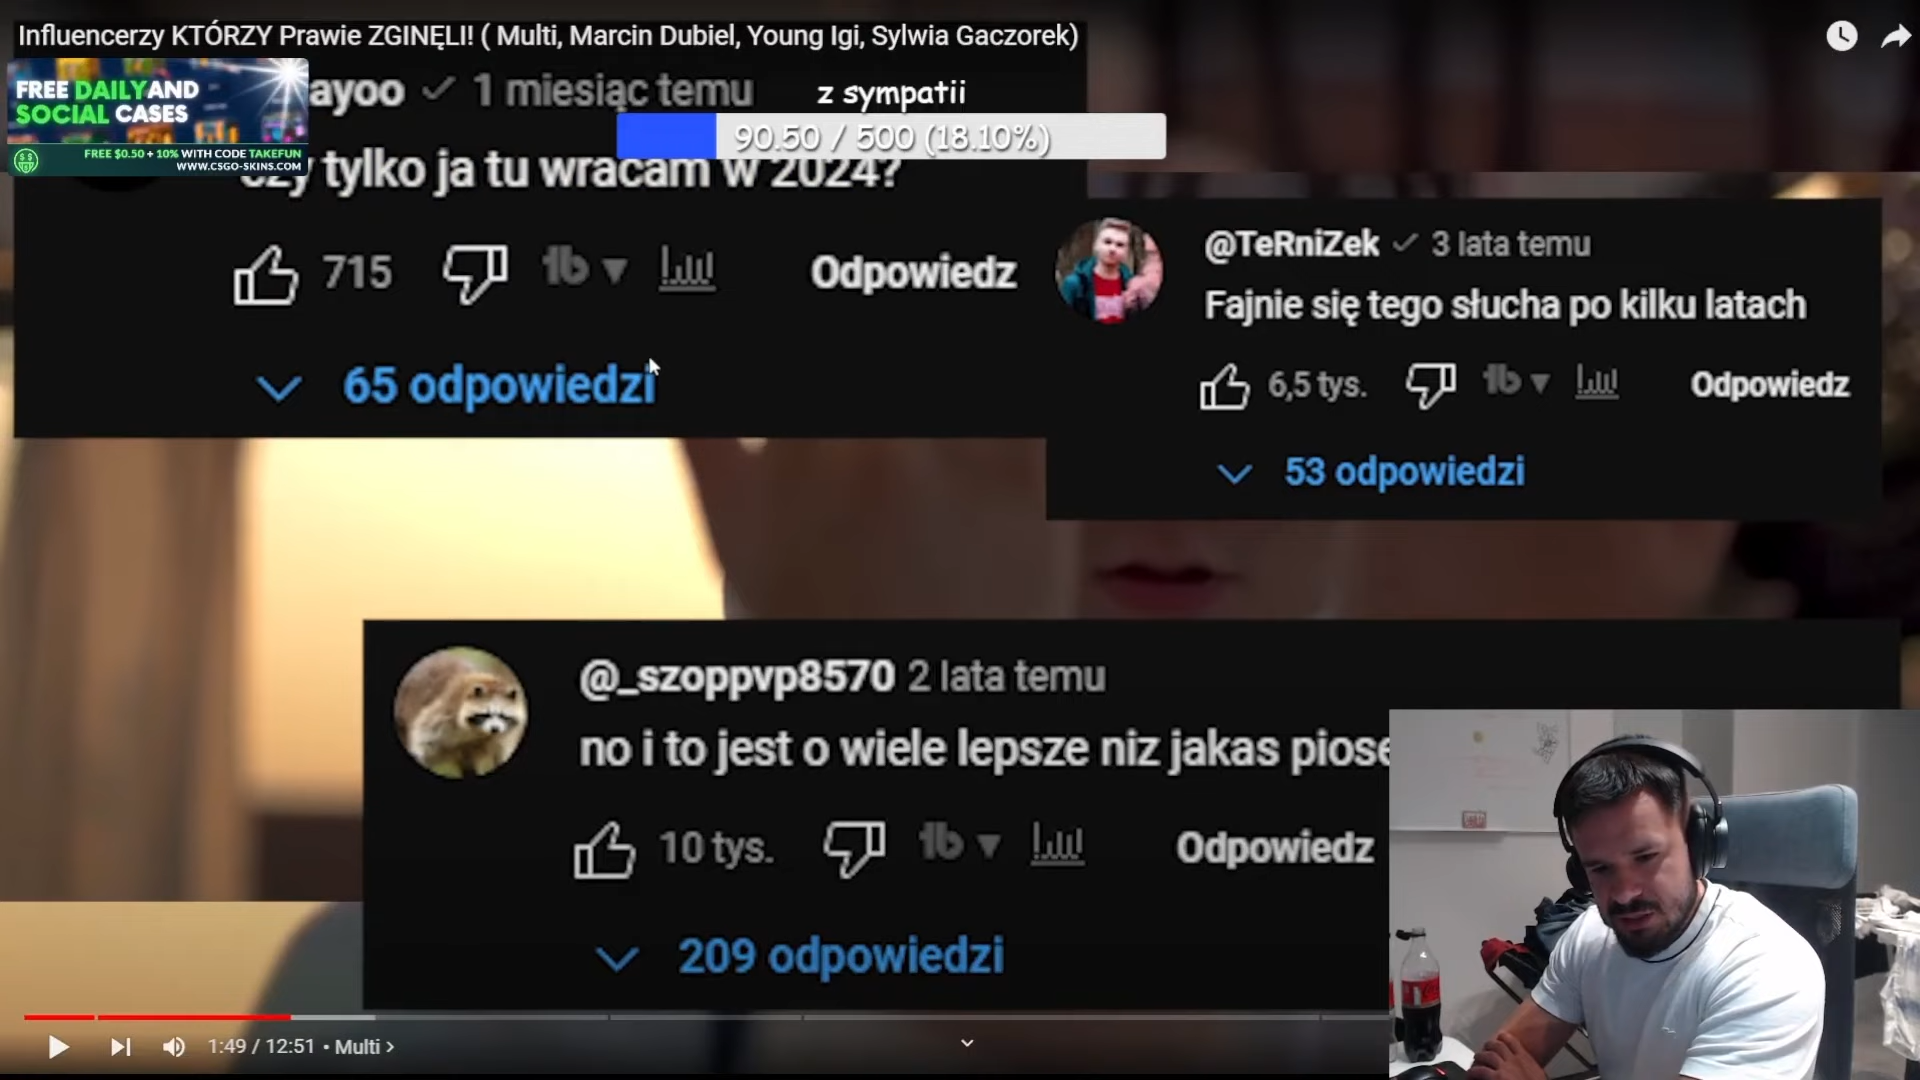 Influencerzy KTÓRZY Prawie ZGINĘLI! ( Multi, Marcin Dubiel, Young Igi, Sylwia Gaczorek)
FREE DAILY AND
SOCIAL CASES
FREE $0.50 + 10% WITH CODE TAKEFUN
WWW.CSGO-SKINS.COM
ayoo 1 miesiąc temu
z sympatii
90.50 / 500 (18.10%)
czy tylko ja tu wracam w 2024?
715 Odpowiedz
65 odpowiedzi
@TeRniZek 3 lata temu
Fajnie się tego słucha po kilku latach
6,5 tys. Odpowiedz
53 odpowiedzi
@_szoppvp8570 2 lata temu
no i to jest o wiele lepsze niz jakas piose
10 tys. Odpowiedz
209 odpowiedzi
1:49 / 12:51 • Multi >